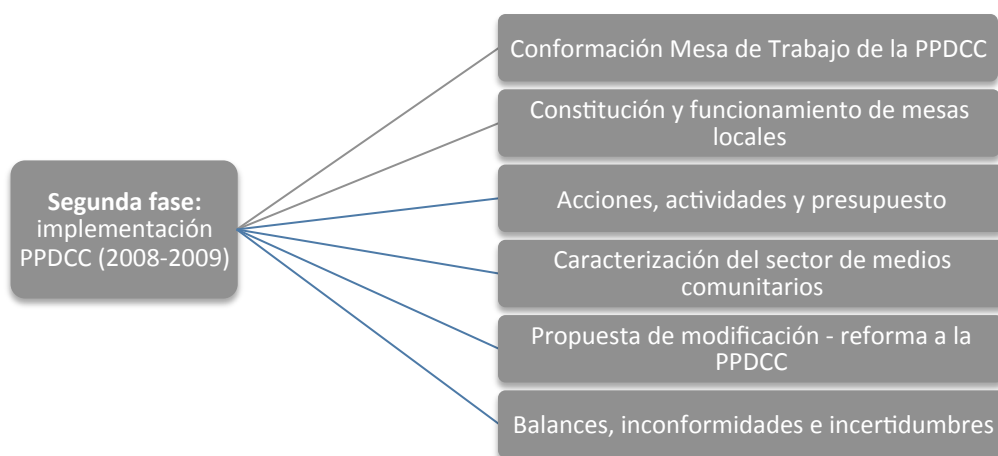 Segunda fase:
implementación
PPDCC (2008-2009)
Conformación Mesa de Trabajo de la PPDCC
Constitución y funcionamiento de mesas
locales
Acciones, actividades y presupuesto
Caracterización del sector de medios
comunitarios
Propuesta de modificación - reforma a la
PPDCC
Balances, inconformidades e incertidumbres